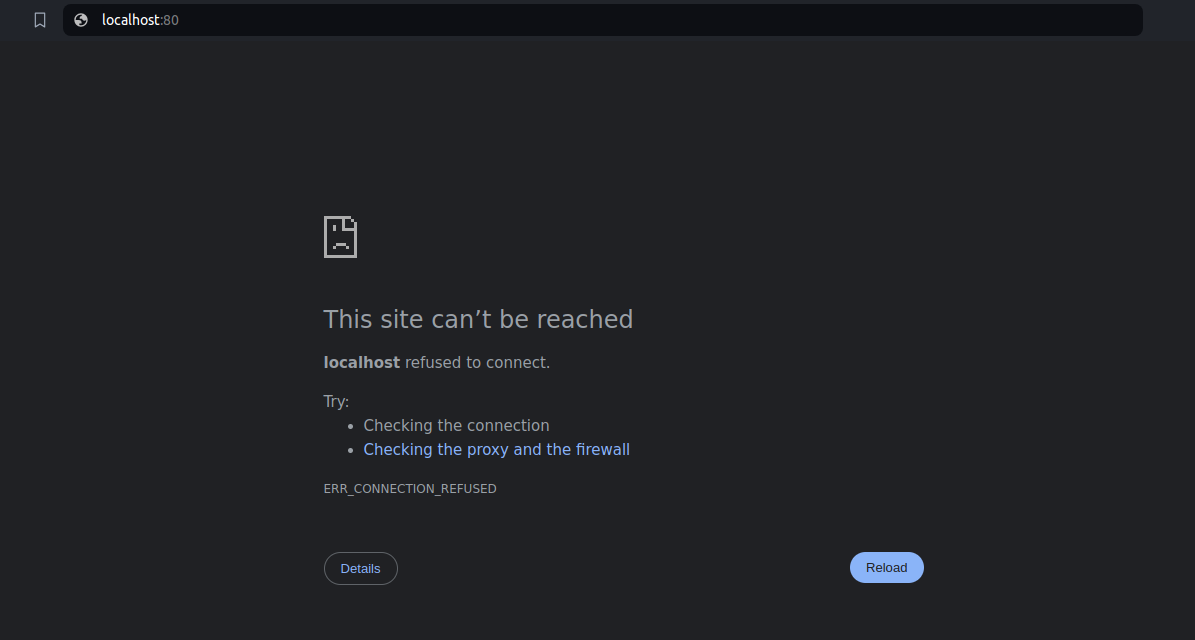 localhost:80
This site can’t be reached
localhost refused to connect.
Try:
Checking the connection
Checking the proxy and the firewall
ERR_CONNECTION_REFUSED
Details
Reload